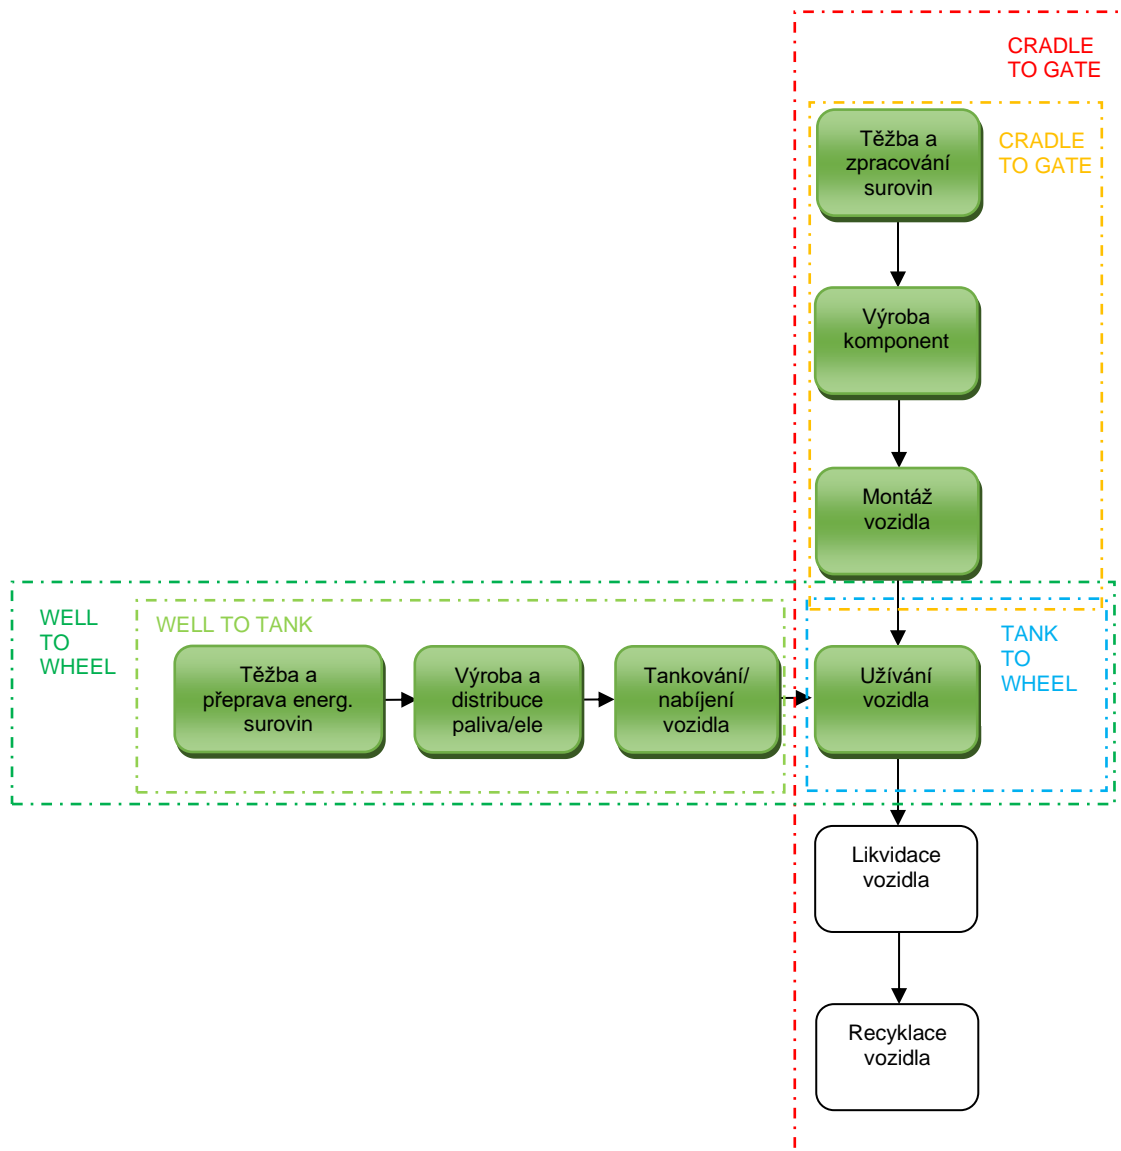 CRADLE
TO GATE
CRADLE
TO GATE
Těžba a
zpracování
surovin
Výroba
komponent
Montáž
vozidla
WELL
TO
WHEEL
WELL TO TANK
Těžba a
přeprava energ.
surovin
Výroba a
distribuce
paliva/ele
Tankování/
nabíjení
vozidla
Užívání
vozidla
TANK
TO
WHEEL
Likvidace
vozidla
Recyklace
vozidla